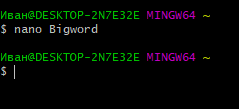 Иван@DESKTOP-2N7E32E MINGW64 ~
$ nano Bigword
Иван@DESKTOP-2N7E32E MINGW64 ~
$